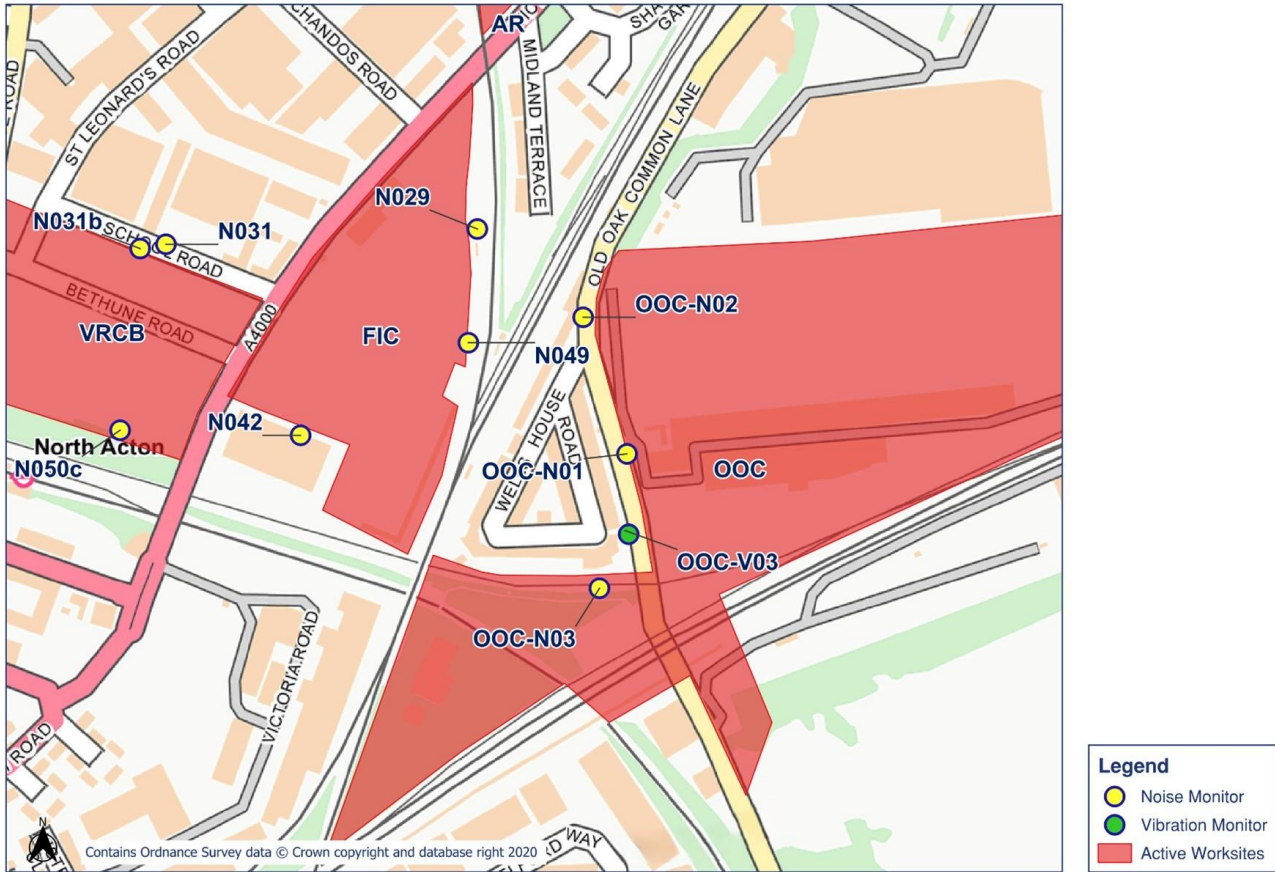 AR
CHANDOS ROAD
ST LEONARD'S ROAD
MIDLAND TERRACE
OLD OAK COMMON LANE
N029
N031b
N031
SCHOOL ROAD
BETHUNE ROAD
VRCB
A4000
FIC
OOC-N02
N049
N042
North Acton
N050c
WELLS HOUSE
ROAD
OOC-N01
OOC
OOC-V03
OOC-N03
VICTORIA ROAD
ROAD
WAY
N
Contains Ordnance Survey data © Crown copyright and database right 2020
Legend
Noise Monitor
Vibration Monitor
Active Worksites